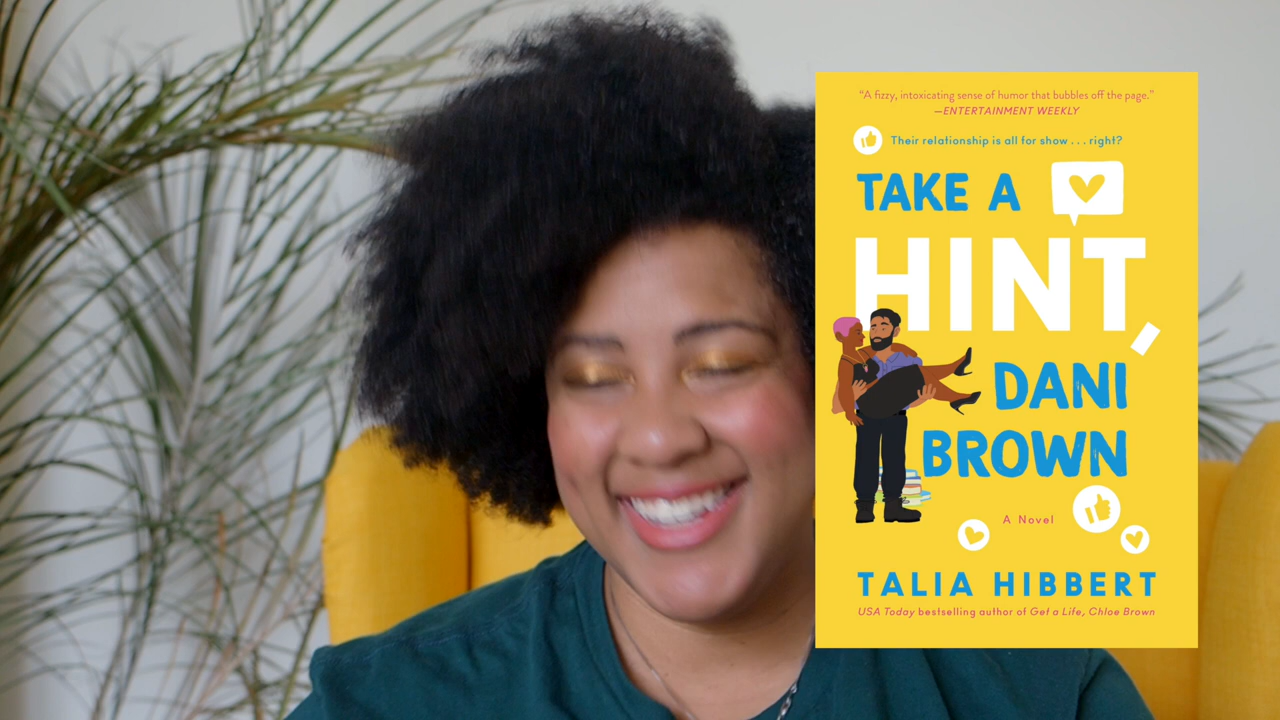 “A fizzy, intoxicating sense of humor that bubbles off the page.”
—ENTERTAINMENT WEEKLY
Their relationship is all for show . . . right?
TAKE A
HINT,
DANI
BROWN
A Novel
TALIA HIBBERT
USA Today bestselling author of Get a Life, Chloe Brown